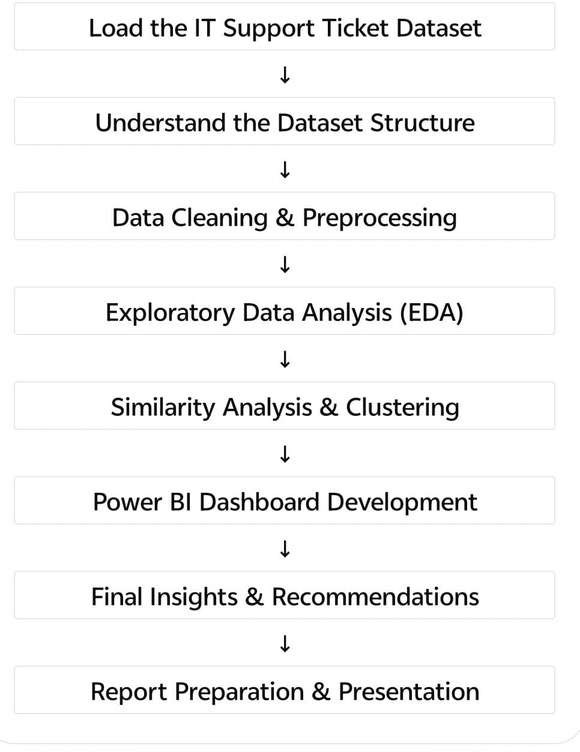 Load the IT Support Ticket Dataset
↓
Understand the Dataset Structure
↓
Data Cleaning & Preprocessing
↓
Exploratory Data Analysis (EDA)
↓
Similarity Analysis & Clustering
↓
Power BI Dashboard Development
↓
Final Insights & Recommendations
↓
Report Preparation & Presentation